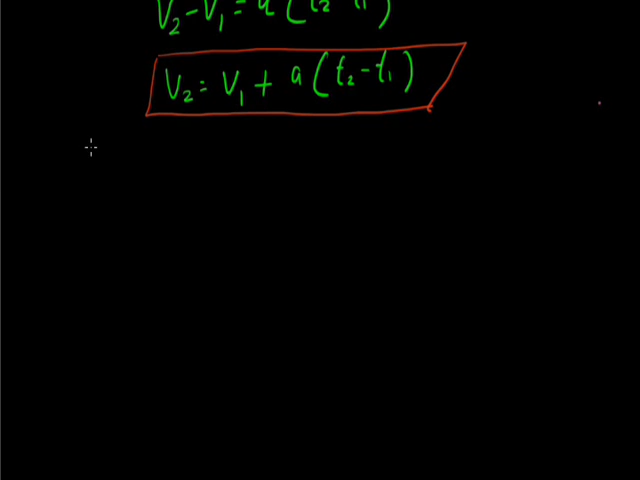 V₂ - V₁ = a ( t₂ - t₁ )
V₂ = V₁ + a ( t₂ - t₁ )